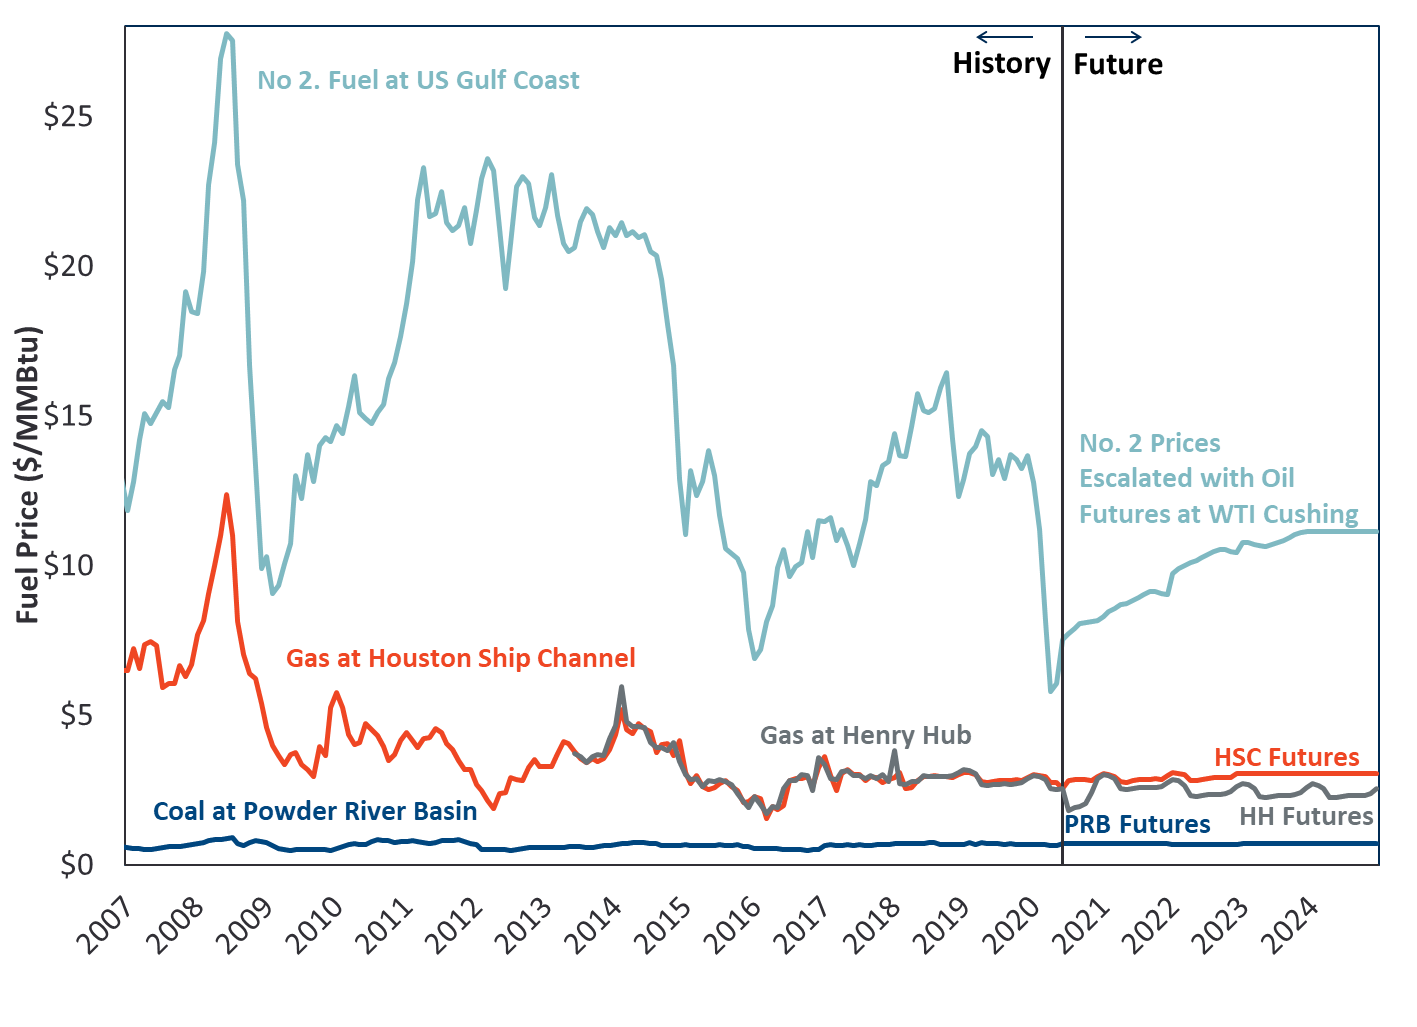 History
Future
No 2. Fuel at US Gulf Coast
$25
$20
$15
$10
$5
$0
Fuel Price ($/MMBtu)
No. 2 Prices
Escalated with Oil
Futures at WTI Cushing
Gas at Houston Ship Channel
Gas at Henry Hub
HSC Futures
Coal at Powder River Basin
HH Futures
PRB Futures
2007
2008
2009
2010
2011
2012
2013
2014
2015
2016
2017
2018
2019
2020
2021
2022
2023
2024